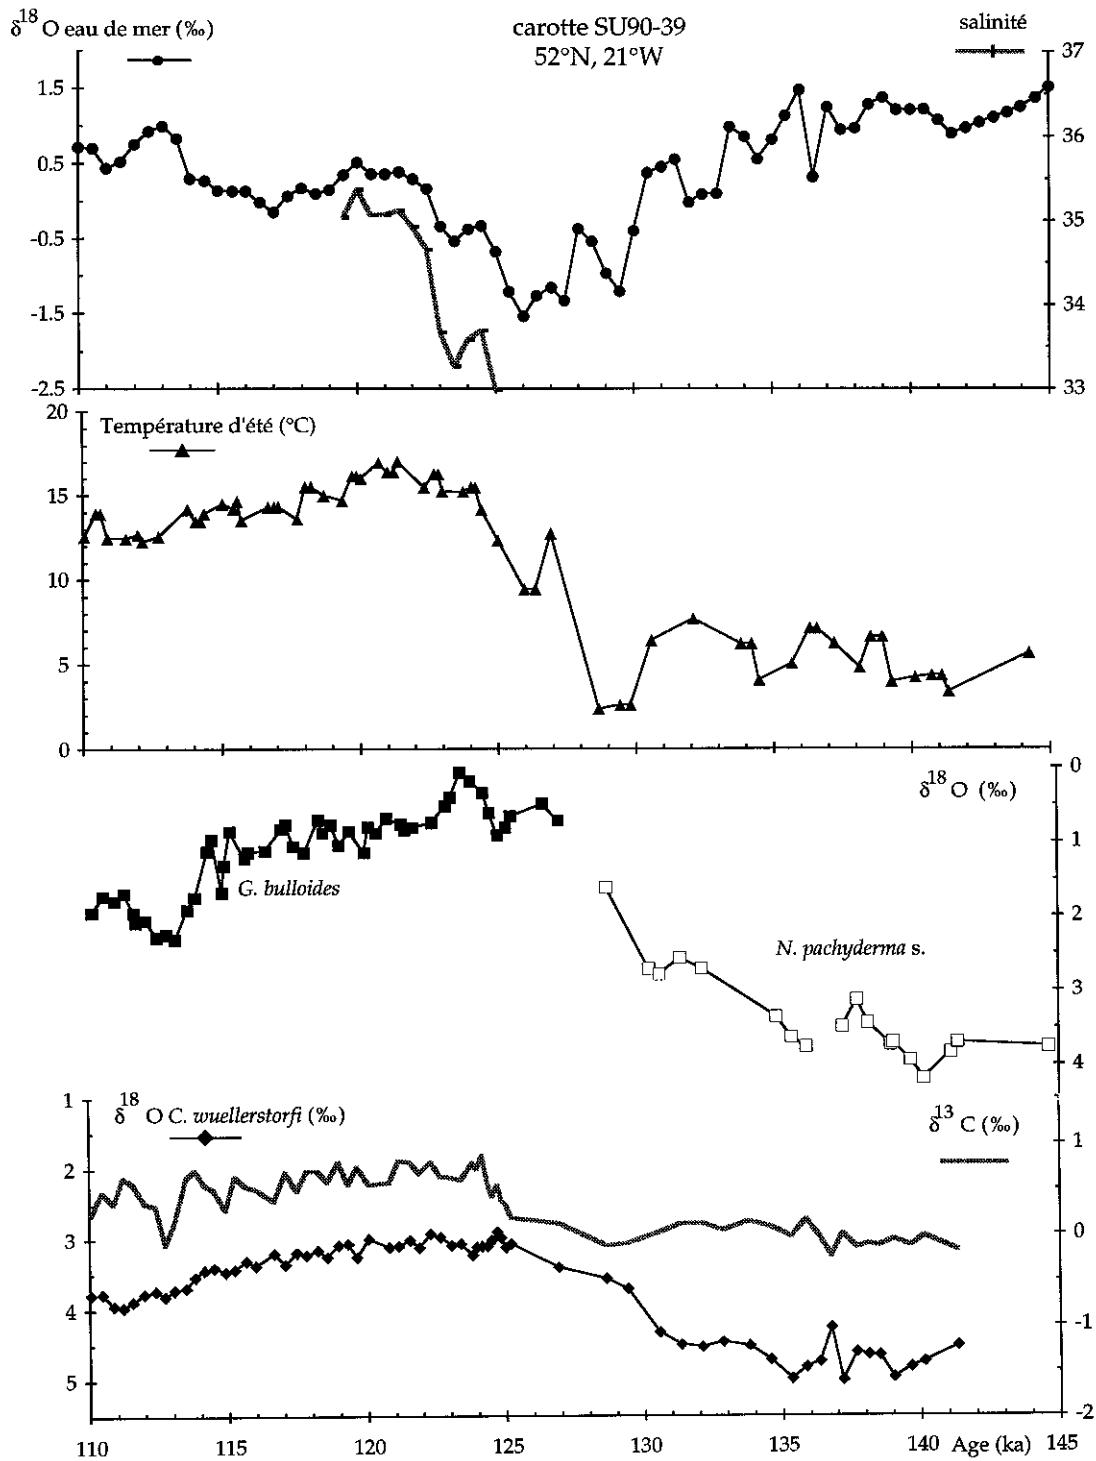 δ18O eau de mer (‰)
carotte SU90-39
52°N, 21°W
salinité
1.5
0.5
-0.5
-1.5
-2.5
37
36
35
34
33
Température d'été (°C)
20
15
10
5
0
δ18O (‰)
G. bulloides
N. pachyderma s.
0
1
2
3
4
δ18O C. wuellerstorfi (‰)
δ13C (‰)
1
2
3
4
5
1
0
-1
-2
110 115 120 125 130 135 140 Age (ka) 145